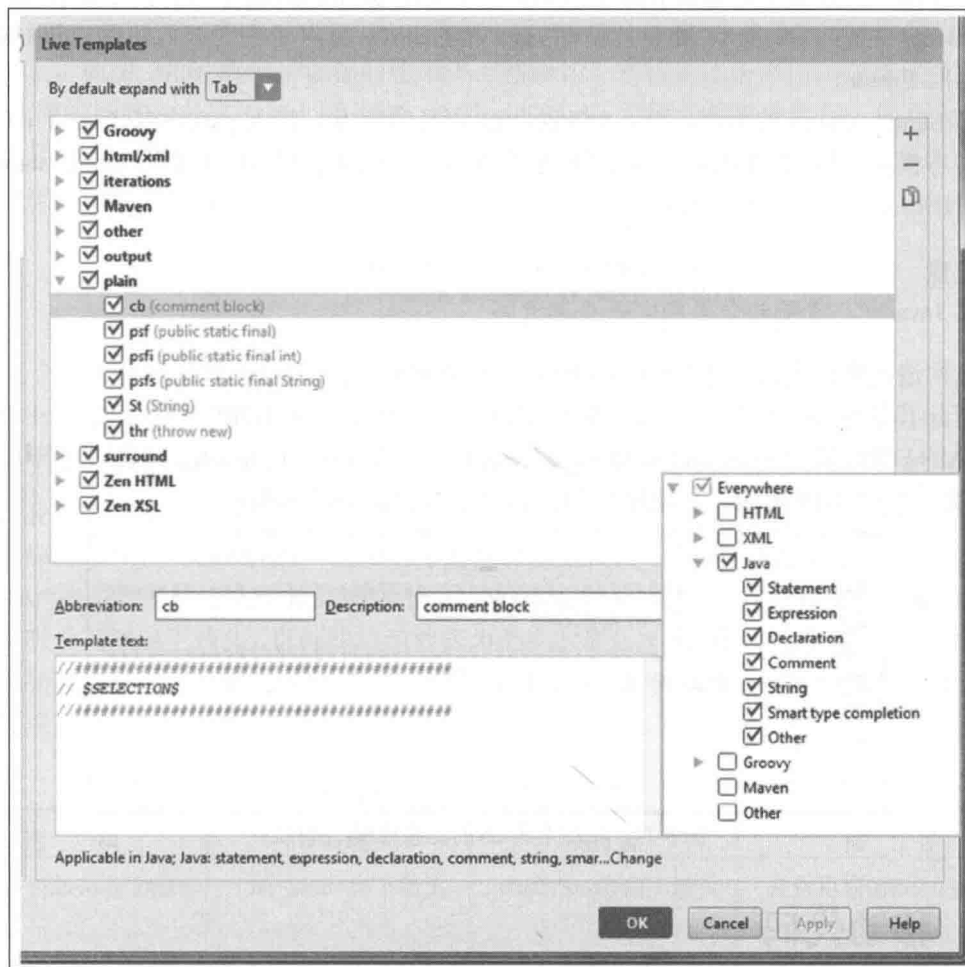 Live Templates
By default expand with Tab
Groovy
html/xml
iterations
Maven
other
output
plain
cb (comment block)
psf (public static final)
psfi (public static final int)
psfs (public static final String)
St (String)
thr (throw new)
surround
Zen HTML
Zen XSL
Everywhere
HTML
XML
Java
Statement
Expression
Declaration
Comment
String
Smart type completion
Other
Groovy
Maven
Other
Abbreviation: cb Description: comment block
Template text:
//###########################################
// $SELECTION$
//###########################################
Applicable in Java; Java: statement, expression, declaration, comment, string, smar...Change
OK Cancel Apply Help